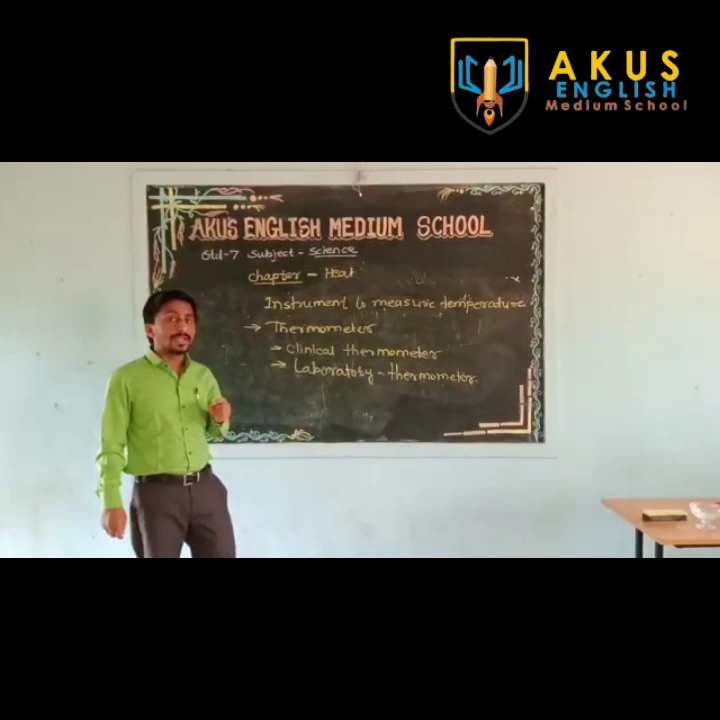 AKUS
ENGLISH
Medium School
AKUS ENGLISH MEDIUM SCHOOL
Std-7 Subject - Science
Chapter - Heat
Instrument to measure temperature
→ Thermometer
→ Clinical thermometer
→ Laboratory - thermometer.